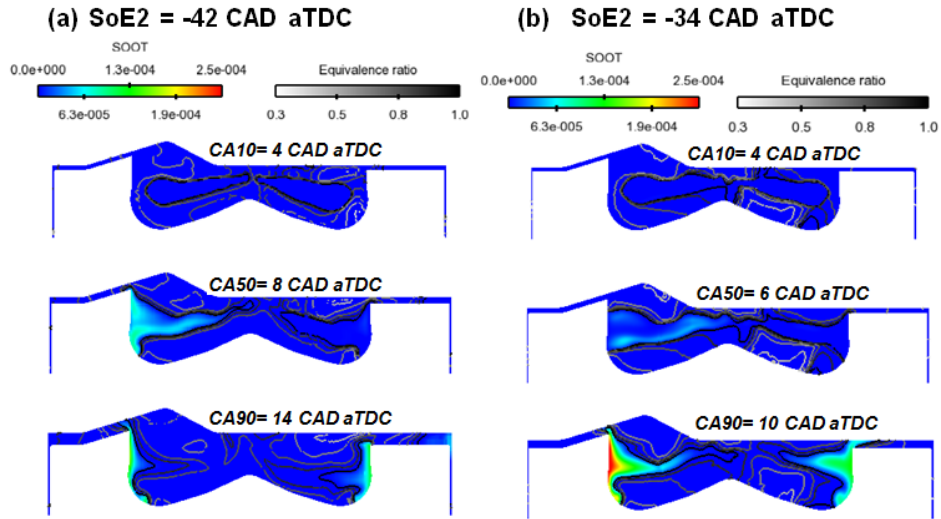 (a) SoE2 = -42 CAD aTDC
SOOT
0.0e+000 1.3e-004 2.5e-004
6.3e-005 1.9e-004
Equivalence ratio
0.3 0.5 0.8 1.0
CA10= 4 CAD aTDC
CA50= 8 CAD aTDC
CA90= 14 CAD aTDC
(b) SoE2 = -34 CAD aTDC
SOOT
0.0e+000 1.3e-004 2.5e-004
6.3e-005 1.9e-004
Equivalence ratio
0.3 0.5 0.8 1.0
CA10= 4 CAD aTDC
CA50= 6 CAD aTDC
CA90= 10 CAD aTDC